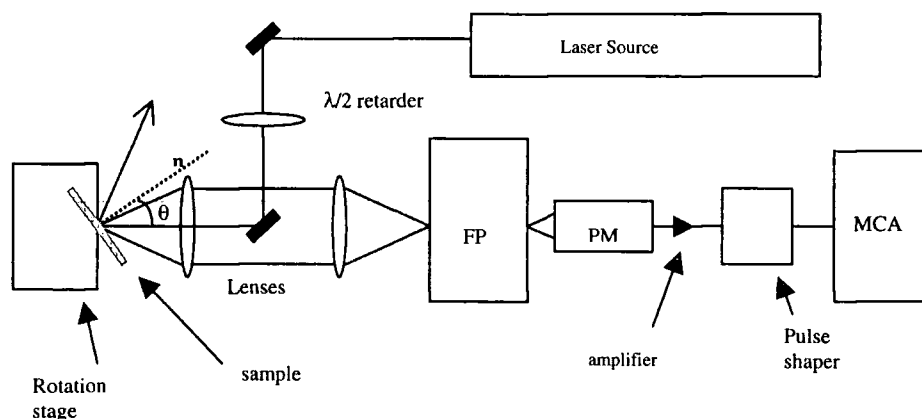 Laser Source
λ/2 retarder
n
θ
FP
PM
MCA
Lenses
amplifier
Pulse
shaper
sample
Rotation
stage